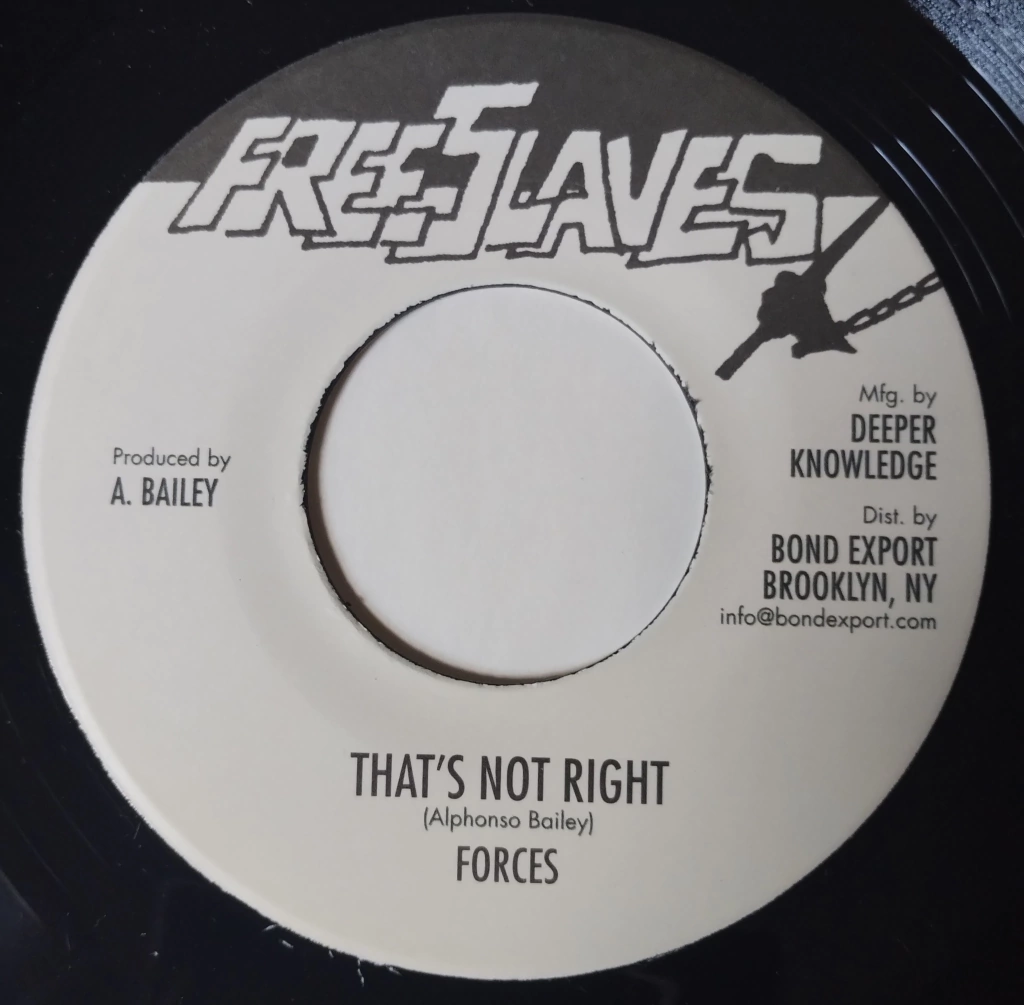 FREE SLAVES
Produced by
A. BAILEY
Mfg. by
DEEPER
KNOWLEDGE
Dist. by
BOND EXPORT
BROOKLYN, NY
info@bondexport.com
THAT'S NOT RIGHT
(Alphonso Bailey)
FORCES